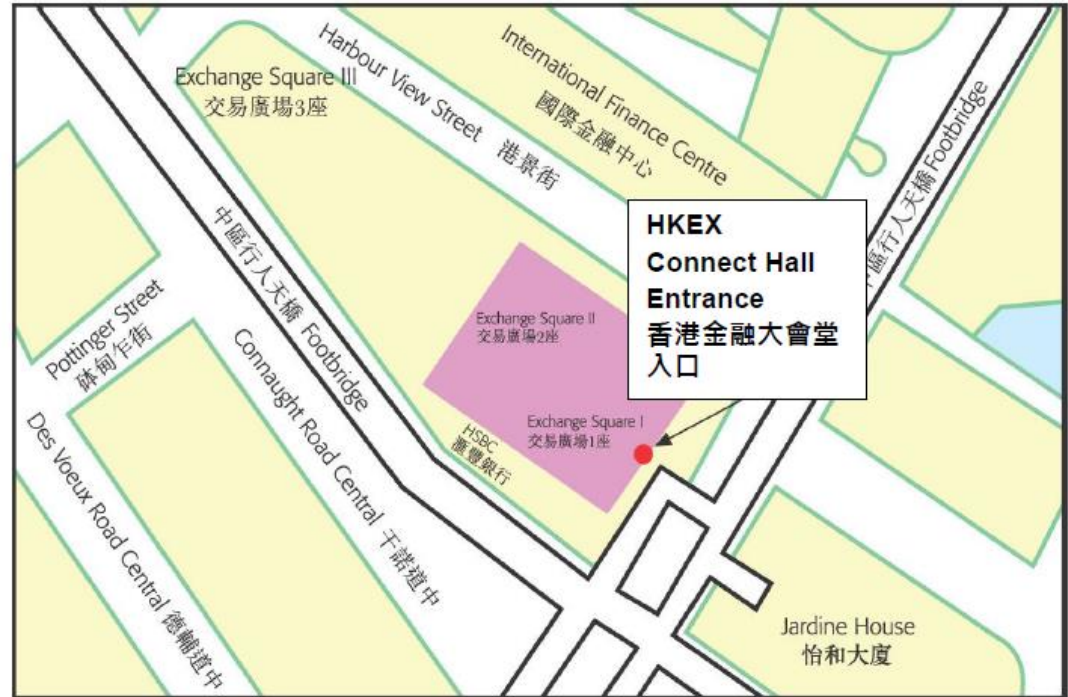 Exchange Square III
交易廣場3座
Harbour View Street 港景街
International Finance Centre
國際金融中心
中區行人天橋 Footbridge
中區行人天橋 Footbridge
HKEX
Connect Hall
Entrance
香港金融大會堂
入口
Exchange Square II
交易廣場2座
Exchange Square I
交易廣場1座
HSBC
滙豐銀行
Pottinger Street
砵甸乍街
Connaught Road Central 干諾道中
Des Voeux Road Central 德輔道中
Jardine House
怡和大廈